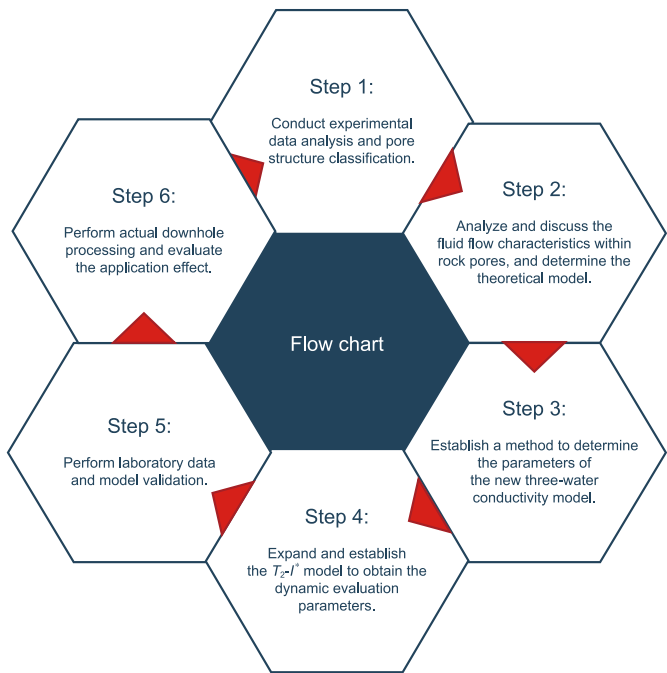 Step 1:
Conduct experimental
data analysis and pore
structure classification.
Step 2:
Analyze and discuss the
fluid flow characteristics within
rock pores, and determine the
theoretical model.
Step 3:
Establish a method to determine
the parameters of
the new three-water
conductivity model.
Step 4:
Expand and establish
the T₂-I* model to obtain the
dynamic evaluation
parameters.
Step 5:
Perform laboratory data
and model validation.
Step 6:
Perform actual downhole
processing and evaluate
the application effect.
Flow chart